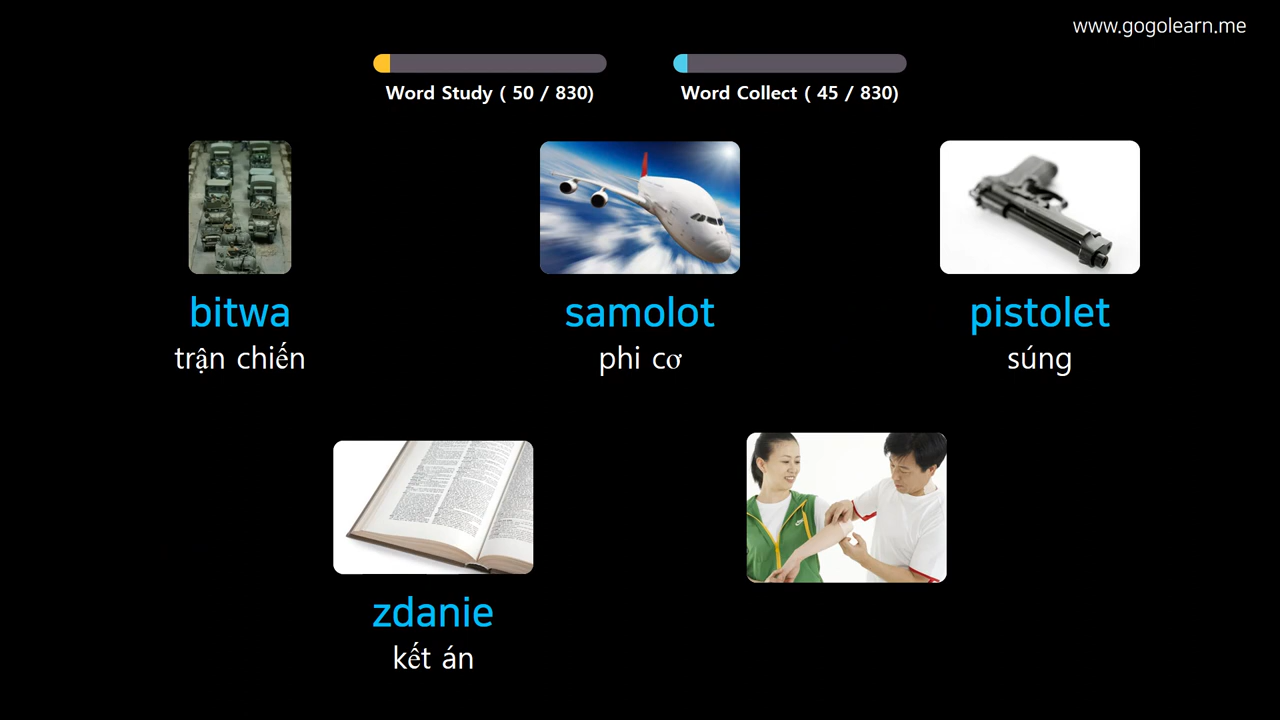 www.gogolearn.me
Word Study ( 50 / 830)
Word Collect ( 45 / 830)
bitwa
trận chiến
samolot
phi cơ
pistolet
súng
zdanie
kết án